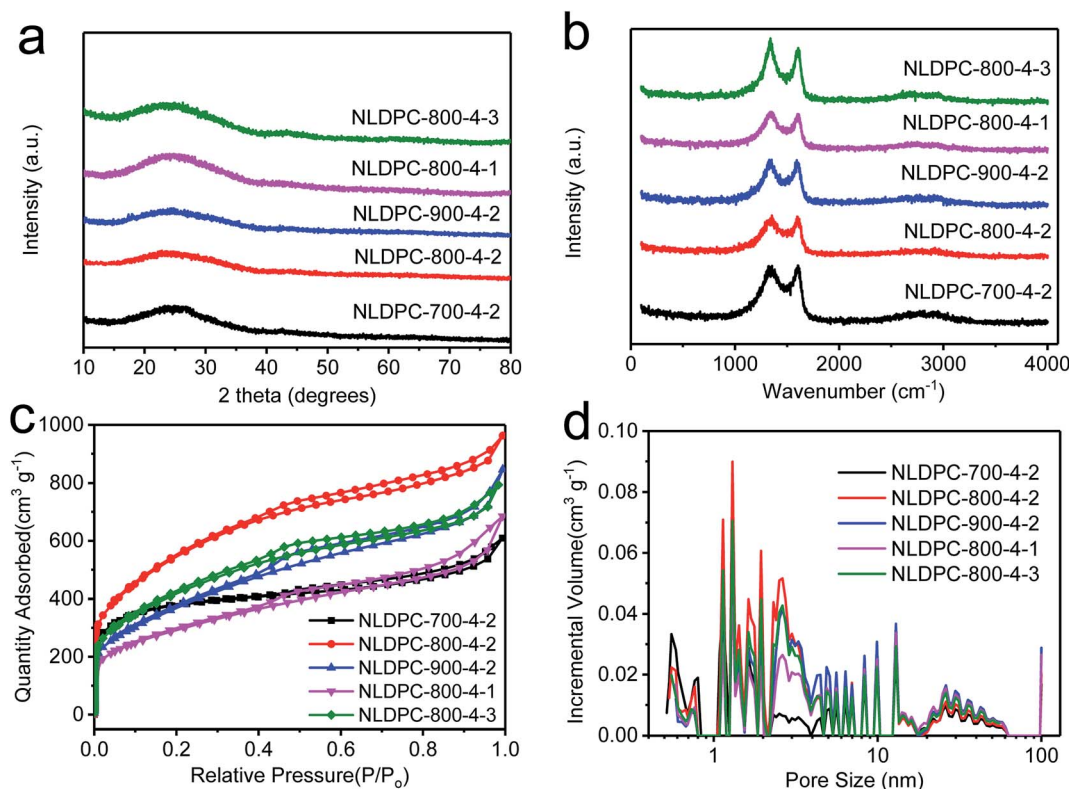 a
Intensity (a.u.)
NLDPC-800-4-3
NLDPC-800-4-1
NLDPC-900-4-2
NLDPC-800-4-2
NLDPC-700-4-2
10 20 30 40 50 60 70 80
2 theta (degrees)
b
Intensity (a.u.)
NLDPC-800-4-3
NLDPC-800-4-1
NLDPC-900-4-2
NLDPC-800-4-2
NLDPC-700-4-2
0 1000 2000 3000 4000
Wavenumber (cm⁻¹)
c
Quantity Adsorbed(cm³ g⁻¹)
1000
800
600
400
200
0
NLDPC-700-4-2
NLDPC-800-4-2
NLDPC-900-4-2
NLDPC-800-4-1
NLDPC-800-4-3
0.0 0.2 0.4 0.6 0.8 1.0
Relative Pressure(P/Pₒ)
d
Incremental Volume(cm³ g⁻¹)
0.10
0.08
0.06
0.04
0.02
0.00
NLDPC-700-4-2
NLDPC-800-4-2
NLDPC-900-4-2
NLDPC-800-4-1
NLDPC-800-4-3
1 10 100
Pore Size (nm)